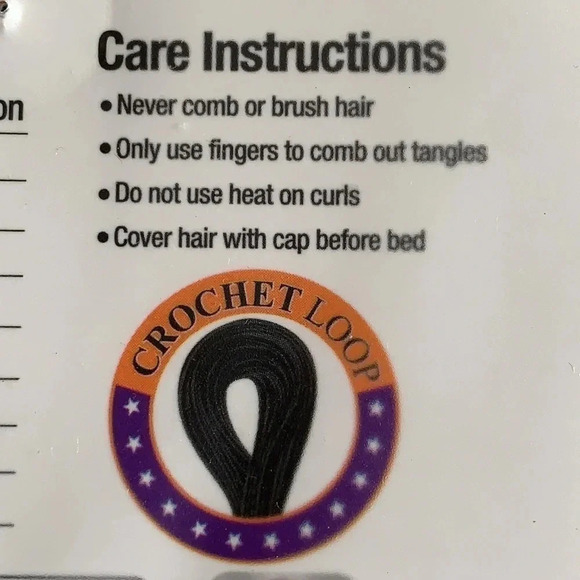 Care Instructions
on
• Never comb or brush hair
• Only use fingers to comb out tangles
• Do not use heat on curls
• Cover hair with cap before bed
CROCHET LOOP